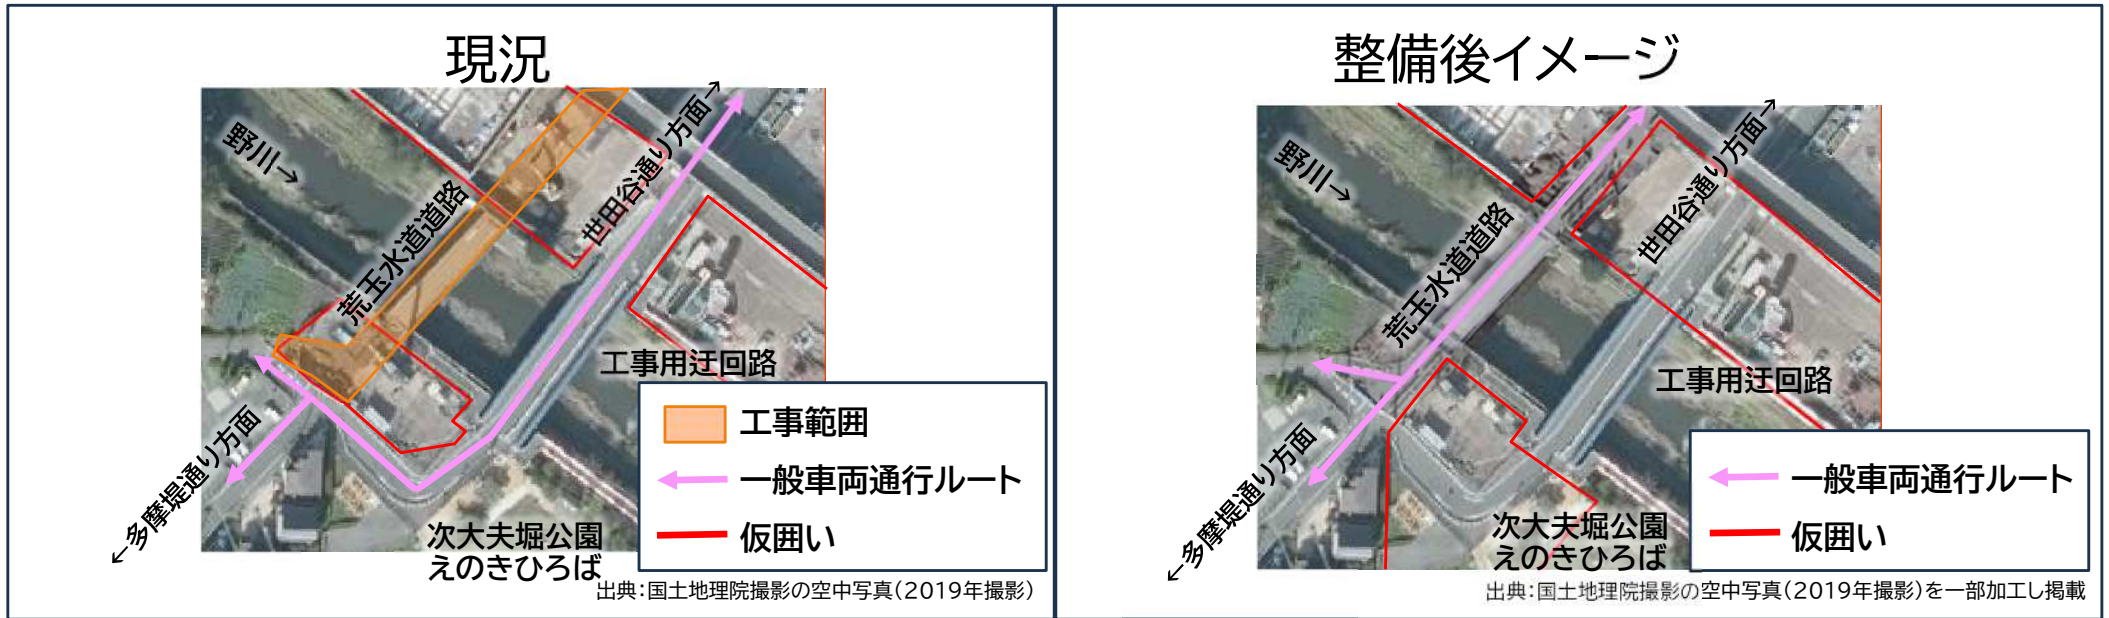 現況
野川→
荒玉水道道路
世田谷通り方面→
工事用迂回路
←多摩堤通り方面
次大夫堀公園
えのきひろば
工事範囲
一般車両通行ルート
仮囲い
出典：国土地理院撮影の空中写真（2019年撮影）
整備後イメージ
野川→
荒玉水道道路
世田谷通り方面→
工事用迂回路
←多摩堤通り方面
次大夫堀公園
えのきひろば
一般車両通行ルート
仮囲い
出典：国土地理院撮影の空中写真（2019年撮影）を一部加工し掲載